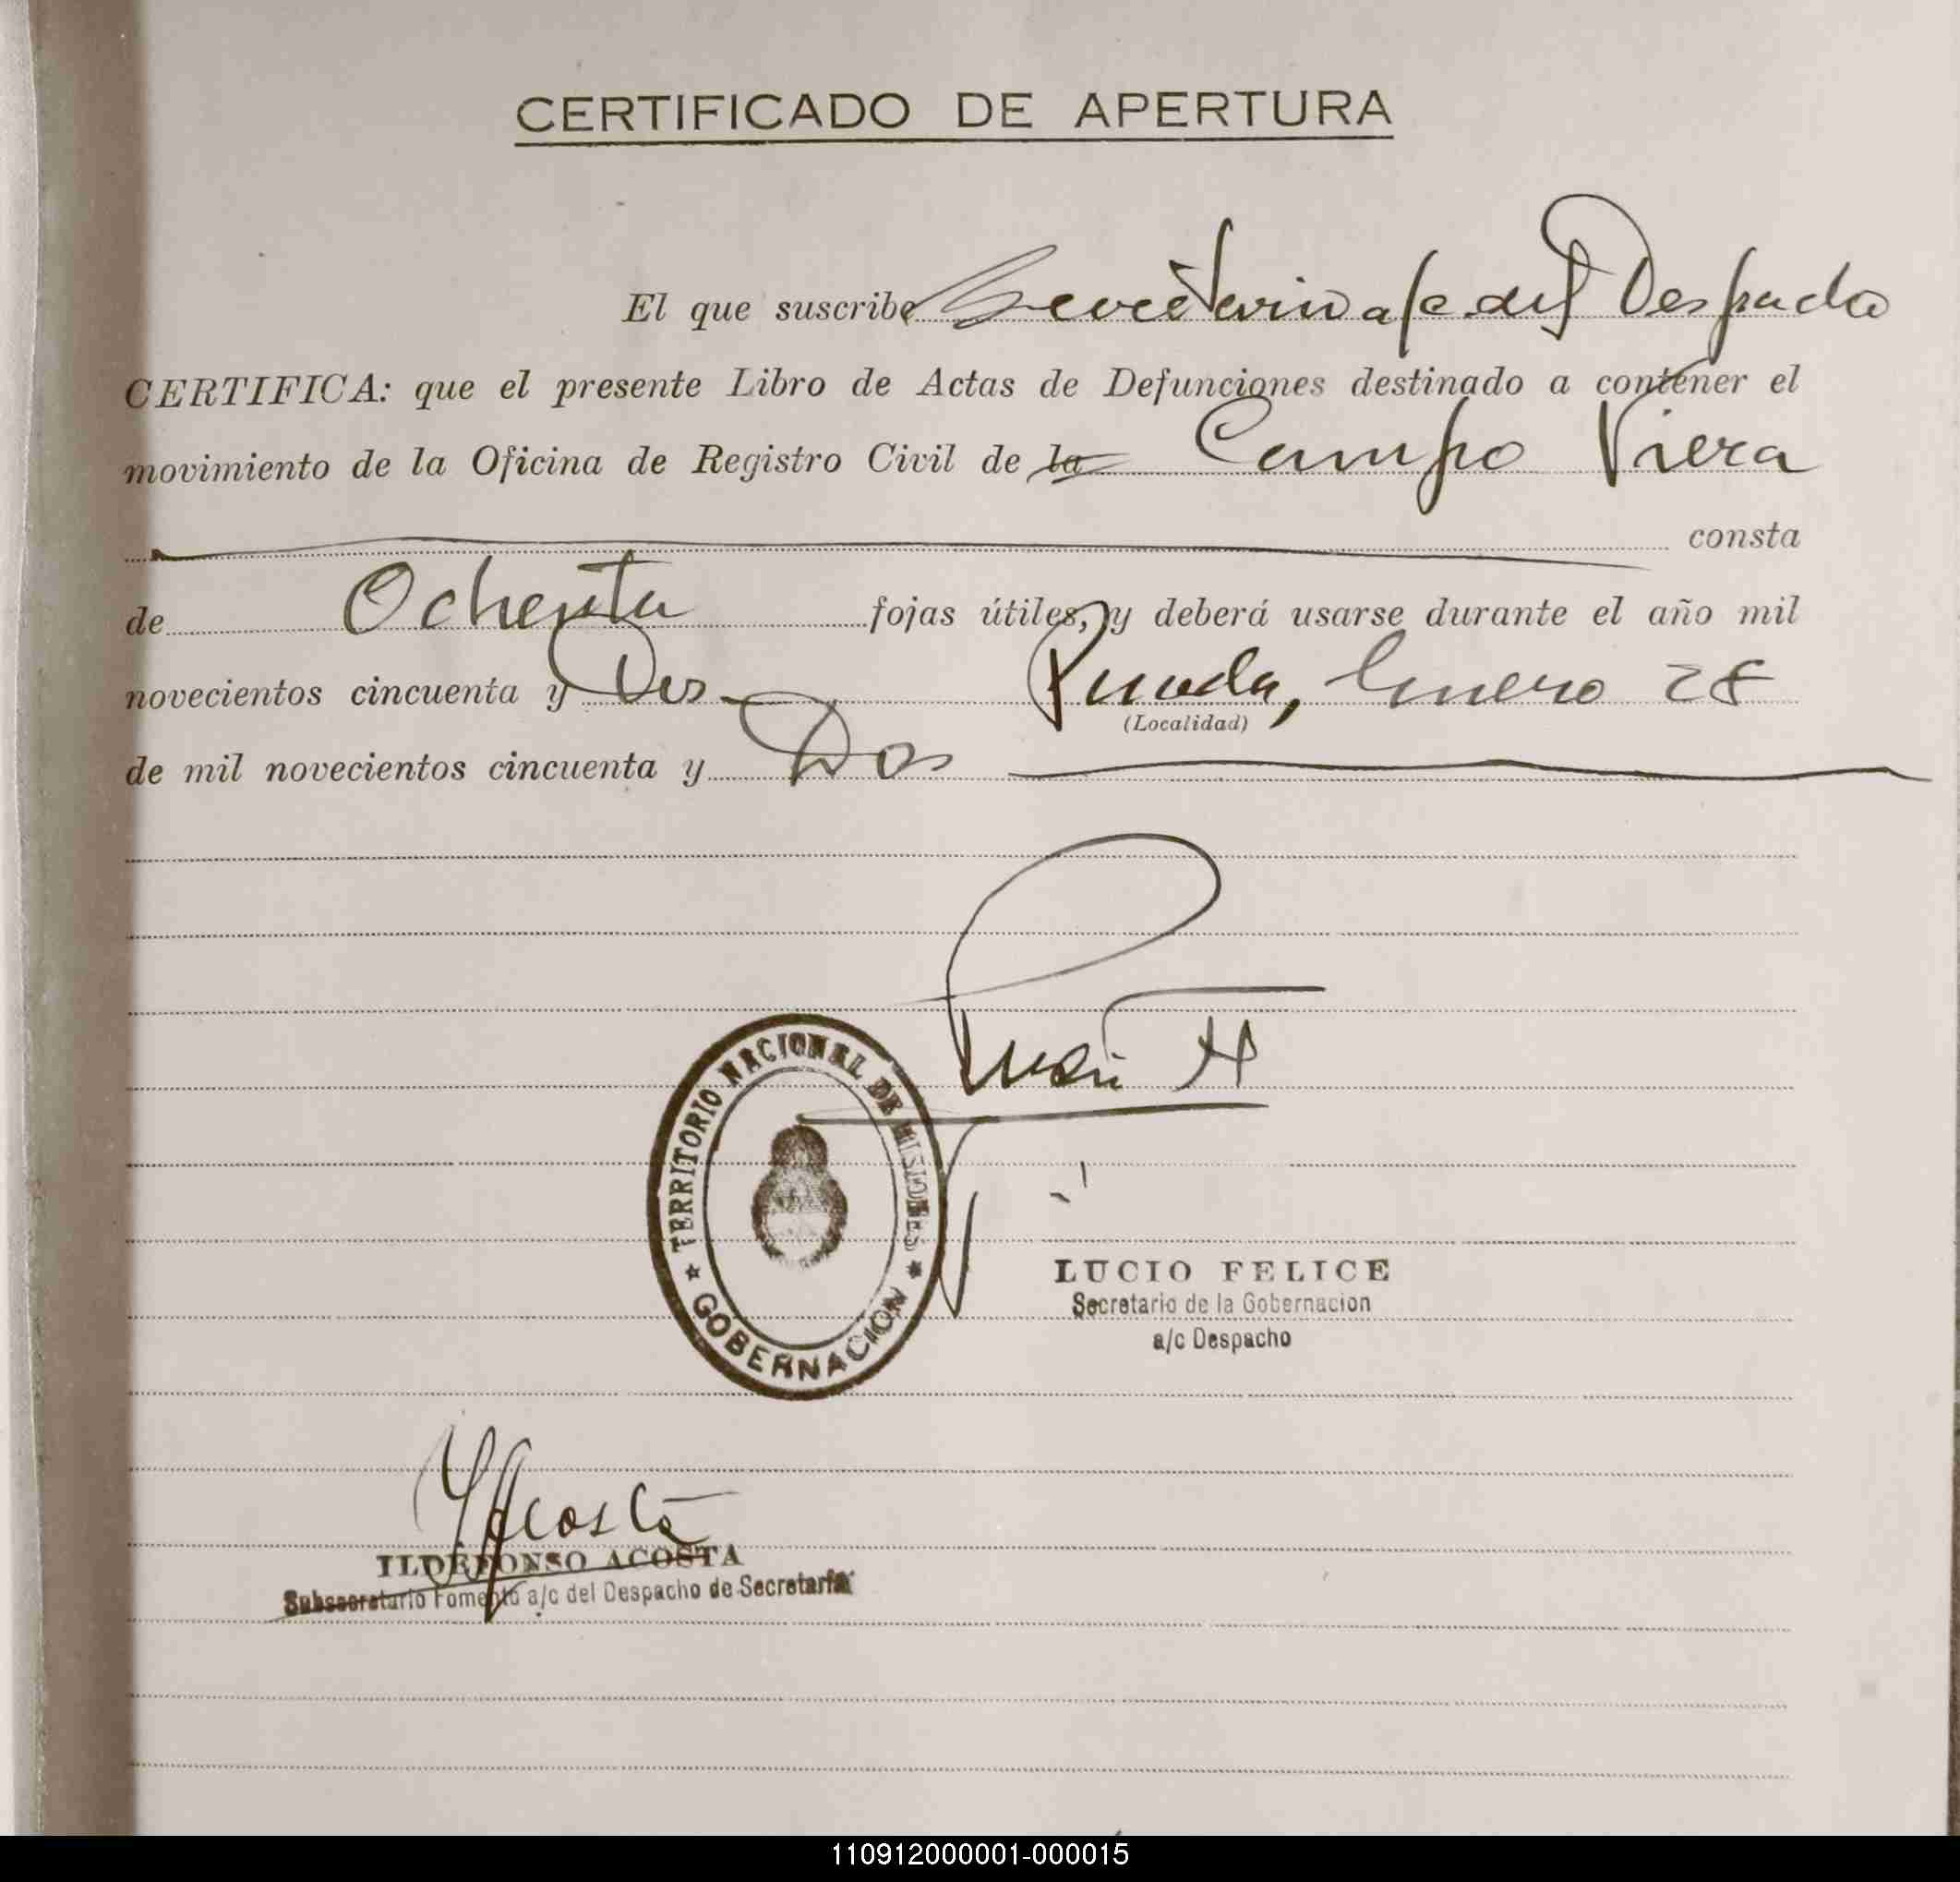 CERTIFICADO DE APERTURA
El que suscribe Secretario a/c del Despacho
CERTIFICA: que el presente Libro de Actas de Defunciones destinado a contener el
movimiento de la Oficina de Registro Civil de la Campo Viera
consta
de Ochenta fojas útiles, y deberá usarse durante el año mil
novecientos cincuenta y Dos Enero 28
(Localidad)
de mil novecientos cincuenta y Dos
TERRITORIO NACIONAL DE MISIONES
GOBERNACION
LUCIO FELICE
Secretario de la Gobernacion
a/c Despacho
Acosta
ILDEFONSO ACOSTA
Subsecretario Fomento a/c del Despacho de Secretaría
110912000001-000015